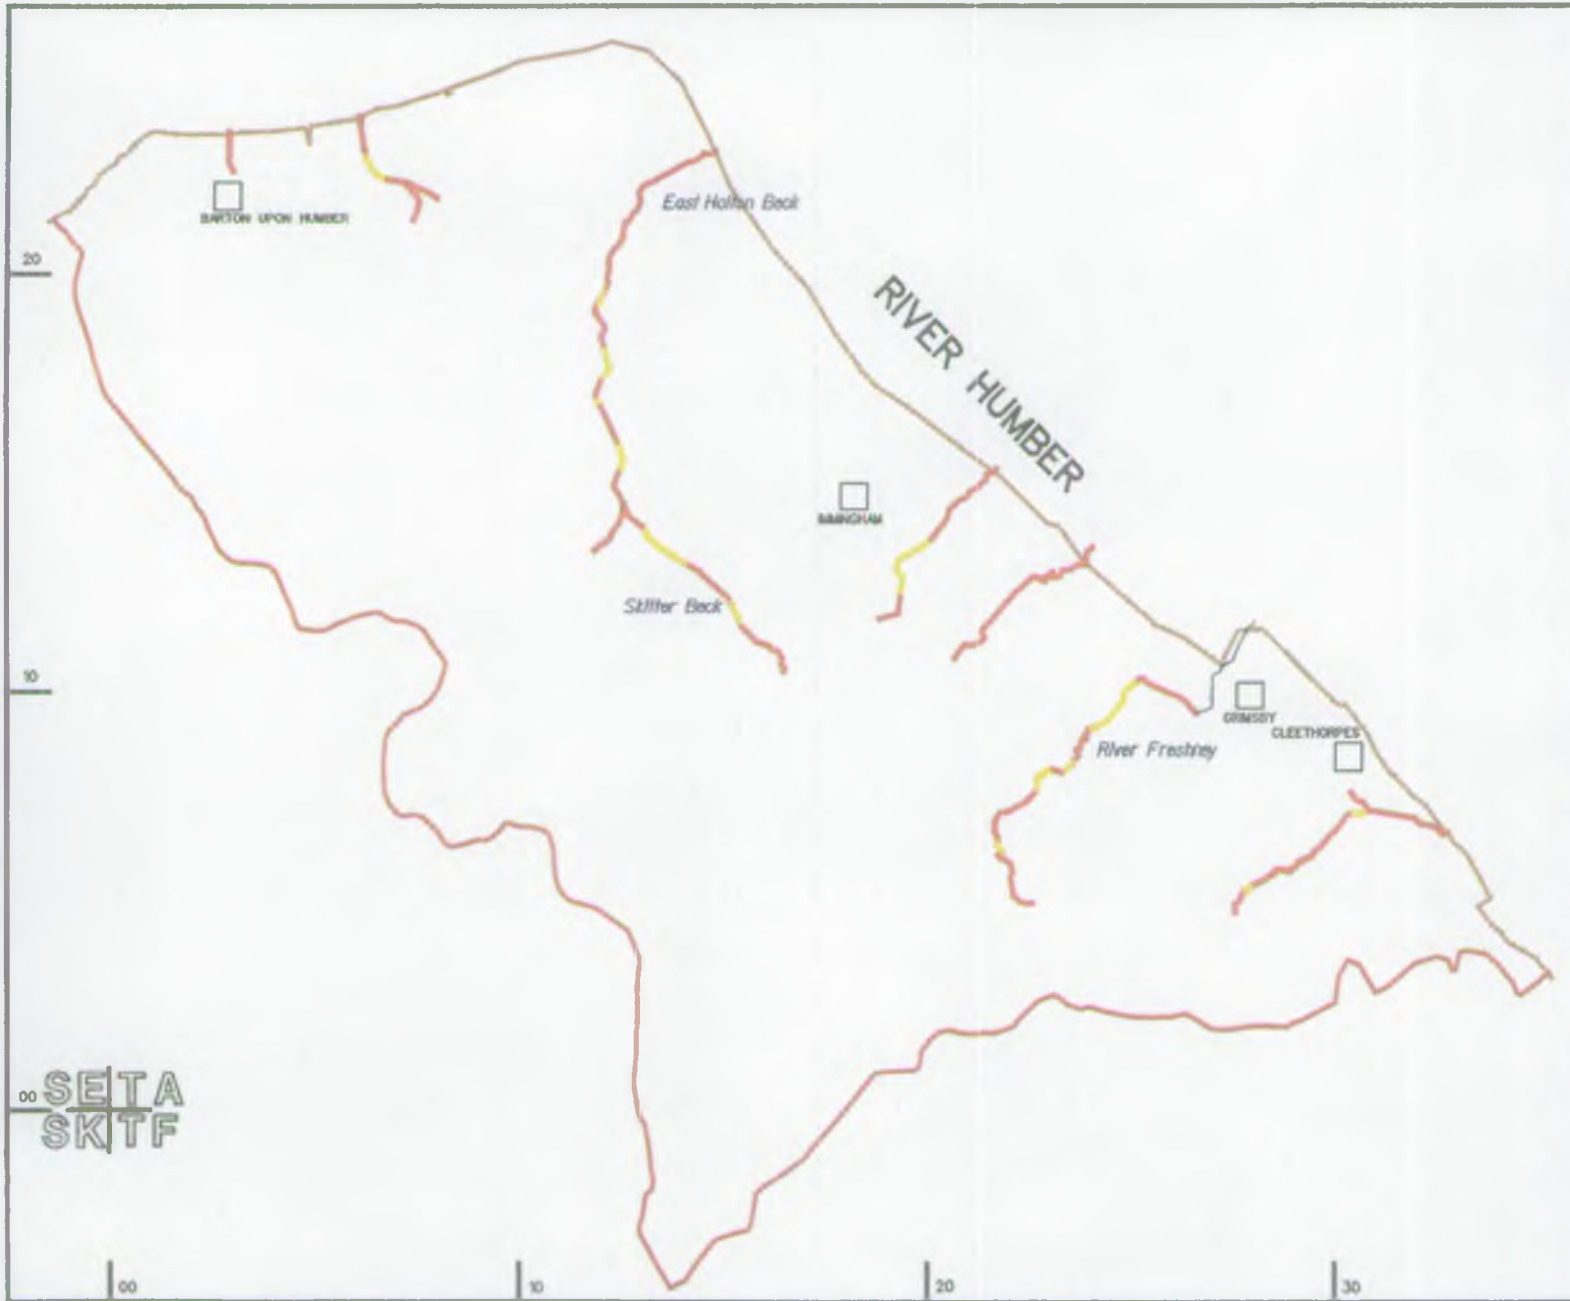 East Halton Beck
BARTON UPON HUMBER
20
RIVER HUMBER
IMMINGHAM
Skitter Beck
10
GRIMSBY
CLEETHORPES
River Freshney
00
SE TA
SK TF
00
10
20
30